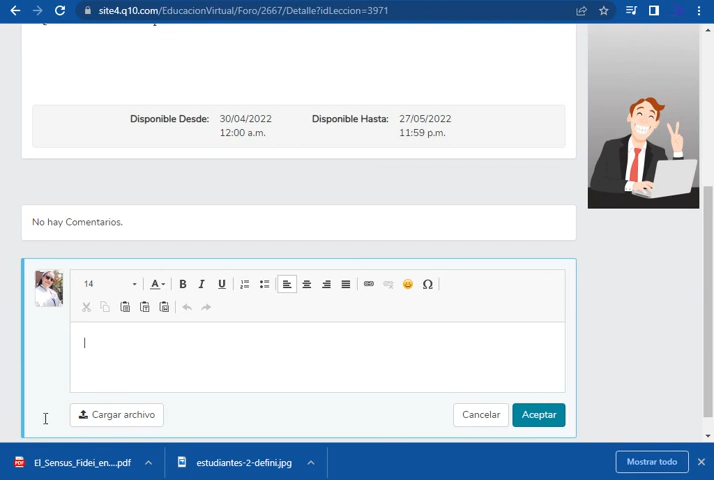 site4.q10.com/EducacionVirtual/Foro/2667/Detalle?idLeccion=3971
Disponible Desde: 30/04/2022 Disponible Hasta: 27/05/2022
12:00 a.m. 11:59 p.m.
No hay Comentarios.
14 A B I U Ω
Cargar archivo Cancelar Aceptar
El_Sensus_Fidei_en....pdf estudiantes-2-defini.jpg Mostrar todo